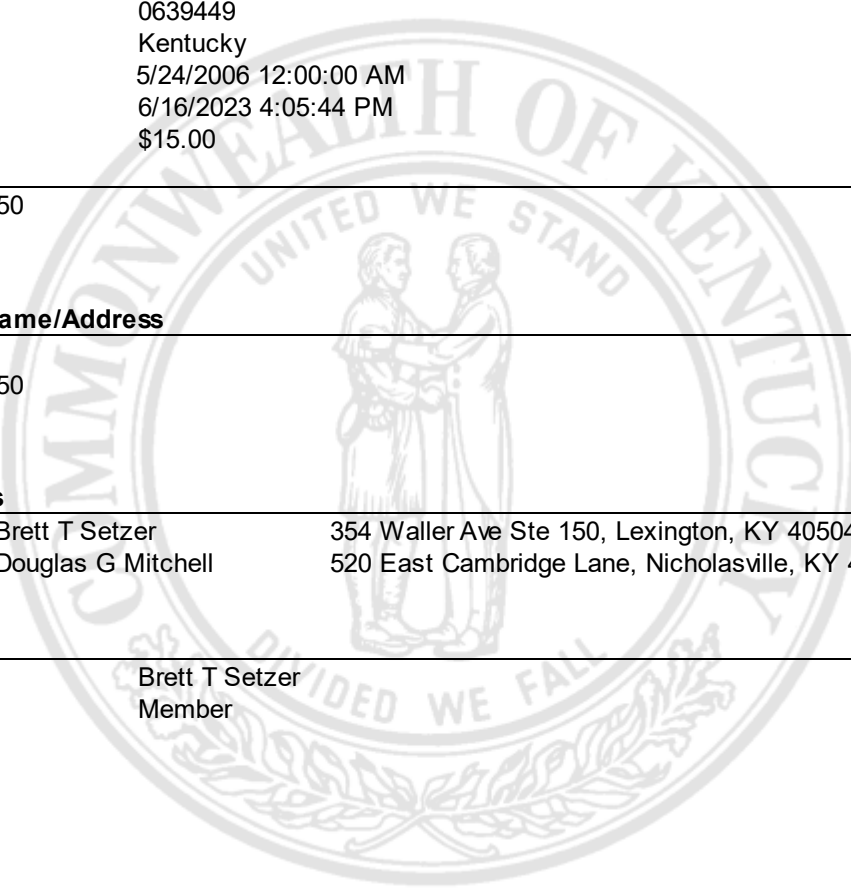 0639449
Kentucky
5/24/2006 12:00:00 AM
6/16/2023 4:05:44 PM
$15.00
50
ame/Address
50
s
Brett T Setzer 354 Waller Ave Ste 150, Lexington, KY 40504
Douglas G Mitchell 520 East Cambridge Lane, Nicholasville, KY 4
Brett T Setzer
Member
COMMONWEALTH OF KENTUCKY
UNITED WE STAND
DIVIDED WE FALL